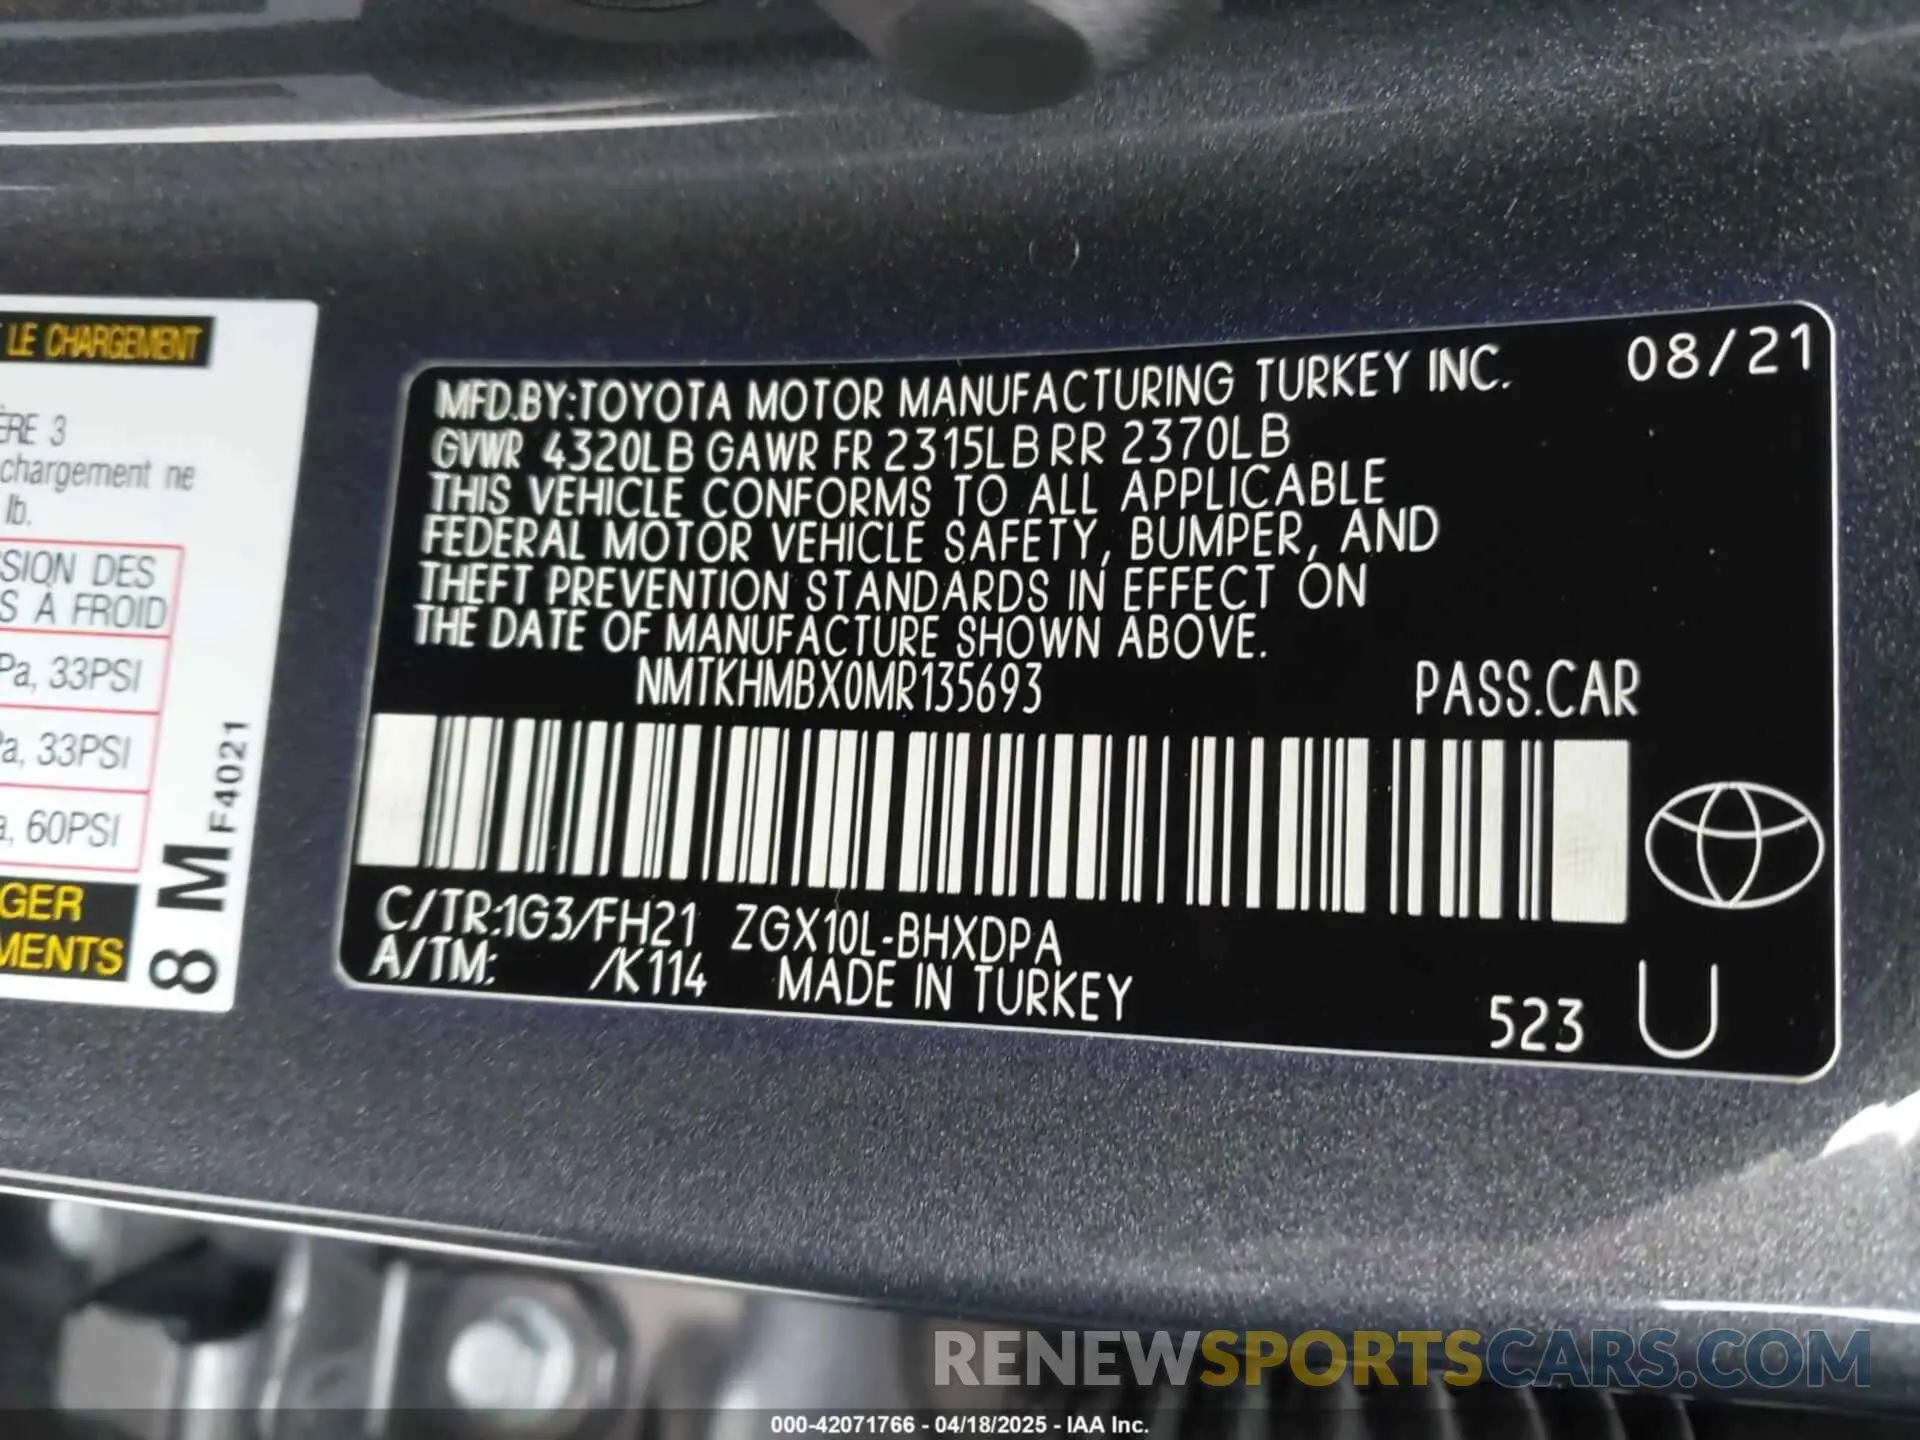 LE CHARGEMENT
ÈRE 3
chargement ne
lb.
SION DES
S À FROID
Pa, 33PSI
a, 33PSI
a, 60PSI
GER
MENTS
8 M F4021
MFD.BY:TOYOTA MOTOR MANUFACTURING TURKEY INC. 08/21
GVWR 4320LB GAWR FR 2315LB RR 2370LB
THIS VEHICLE CONFORMS TO ALL APPLICABLE
FEDERAL MOTOR VEHICLE SAFETY, BUMPER, AND
THEFT PREVENTION STANDARDS IN EFFECT ON
THE DATE OF MANUFACTURE SHOWN ABOVE.
NMTKHMBX0MR135693 PASS.CAR
C/TR:1G3/FH21 ZGX10L-BHXDPA
A/TM: /K114 MADE IN TURKEY
523 U
RENEWSPORTSCARS.COM
000-42071766 - 04/18/2025 - IAA Inc.